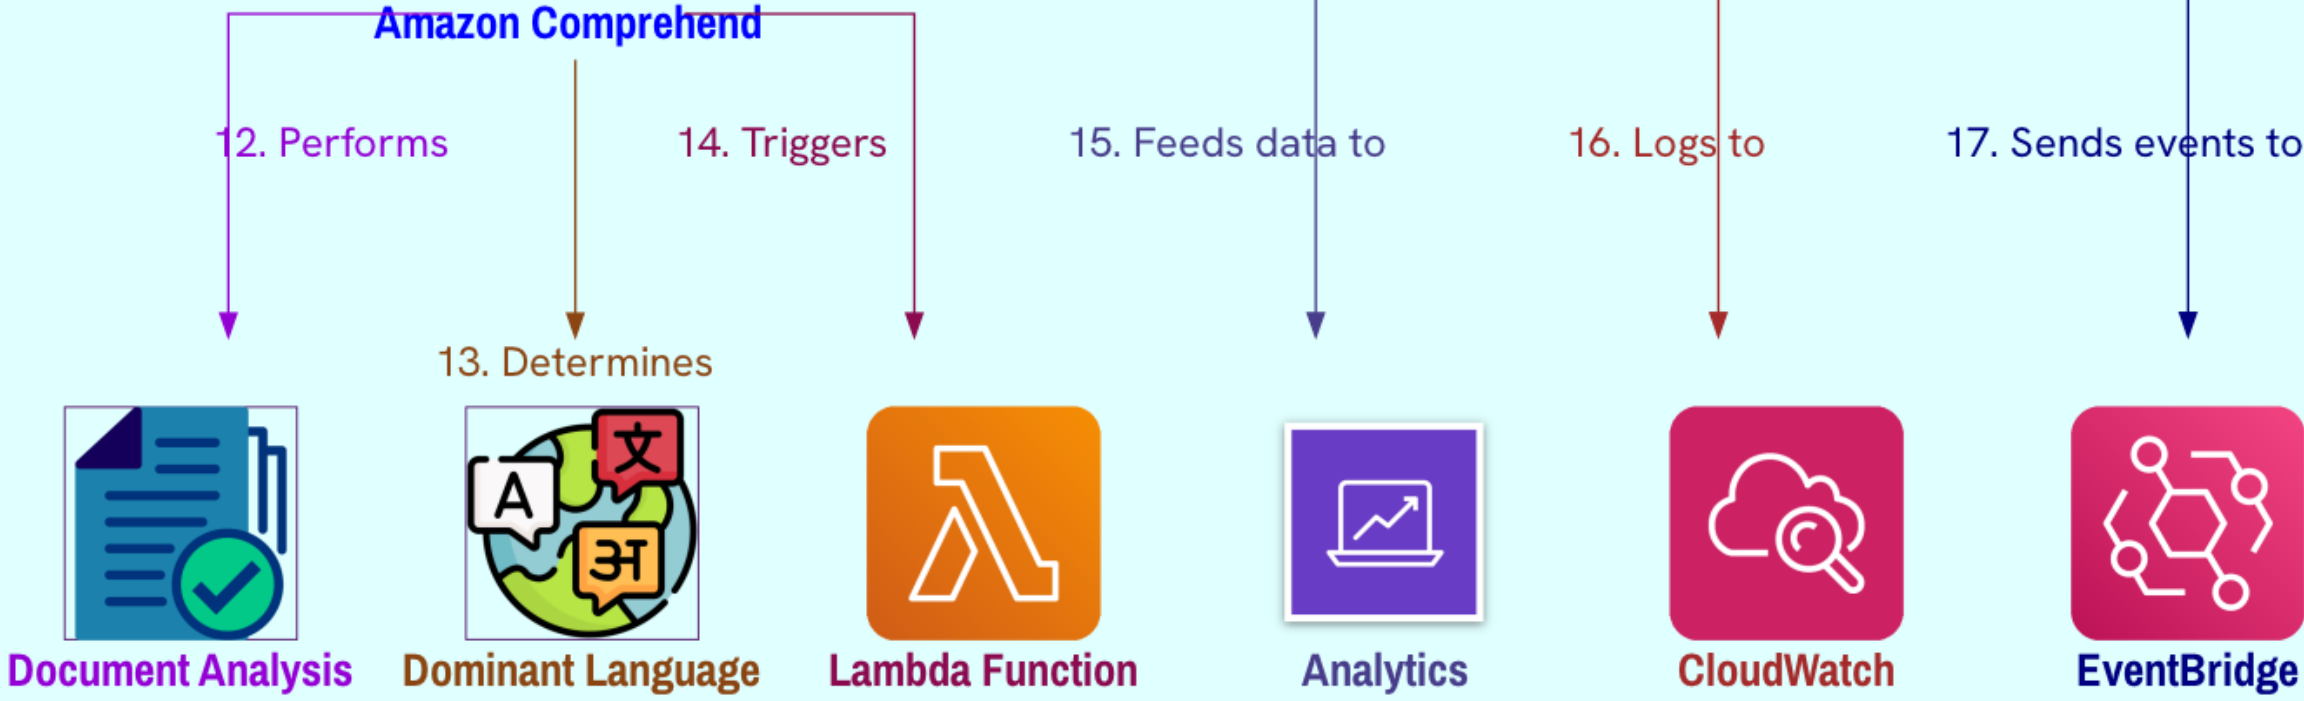 Amazon Comprehend
12. Performs
14. Triggers
15. Feeds data to
16. Logs to
17. Sends events to
13. Determines
A
文
अ
Document Analysis
Dominant Language
Lambda Function
Analytics
CloudWatch
EventBridge